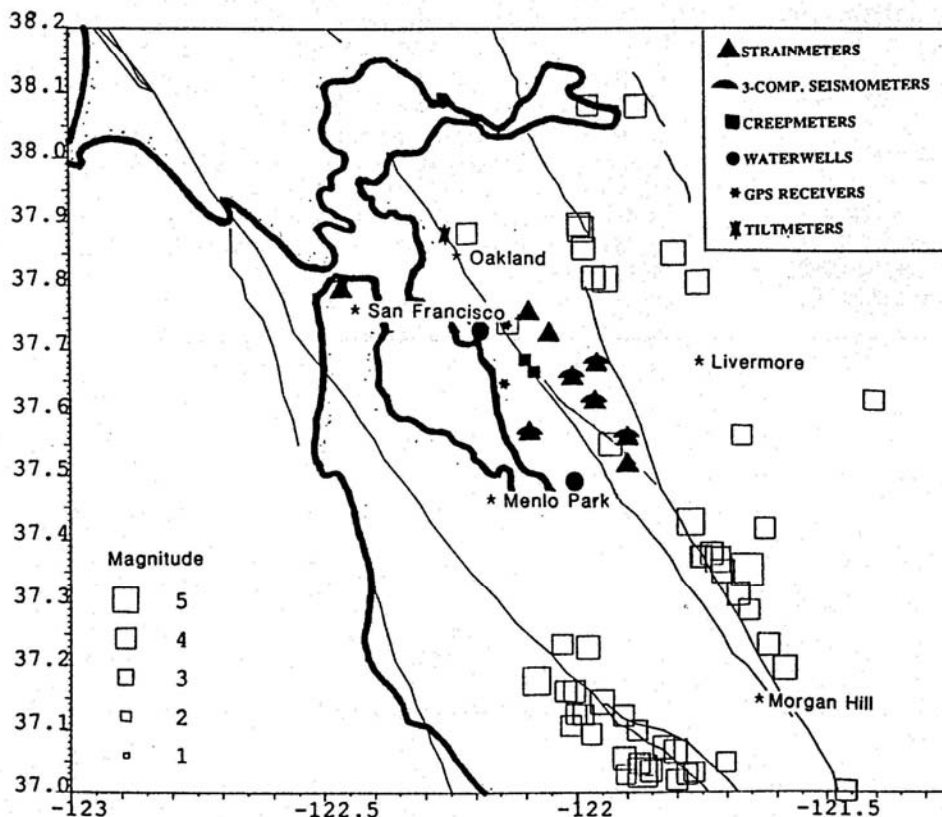 38.2
38.1
38.0
37.9
37.8
37.7
37.6
37.5
37.4
37.3
37.2
37.1
37.0
-123
-122.5
-122
-121.5
STRAINMETERS
3-COMP. SEISMOMETERS
CREEPMETERS
WATERWELLS
GPS RECEIVERS
TILTMETERS
Oakland
San Francisco
Livermore
Menlo Park
Morgan Hill
Magnitude
5
4
3
2
1